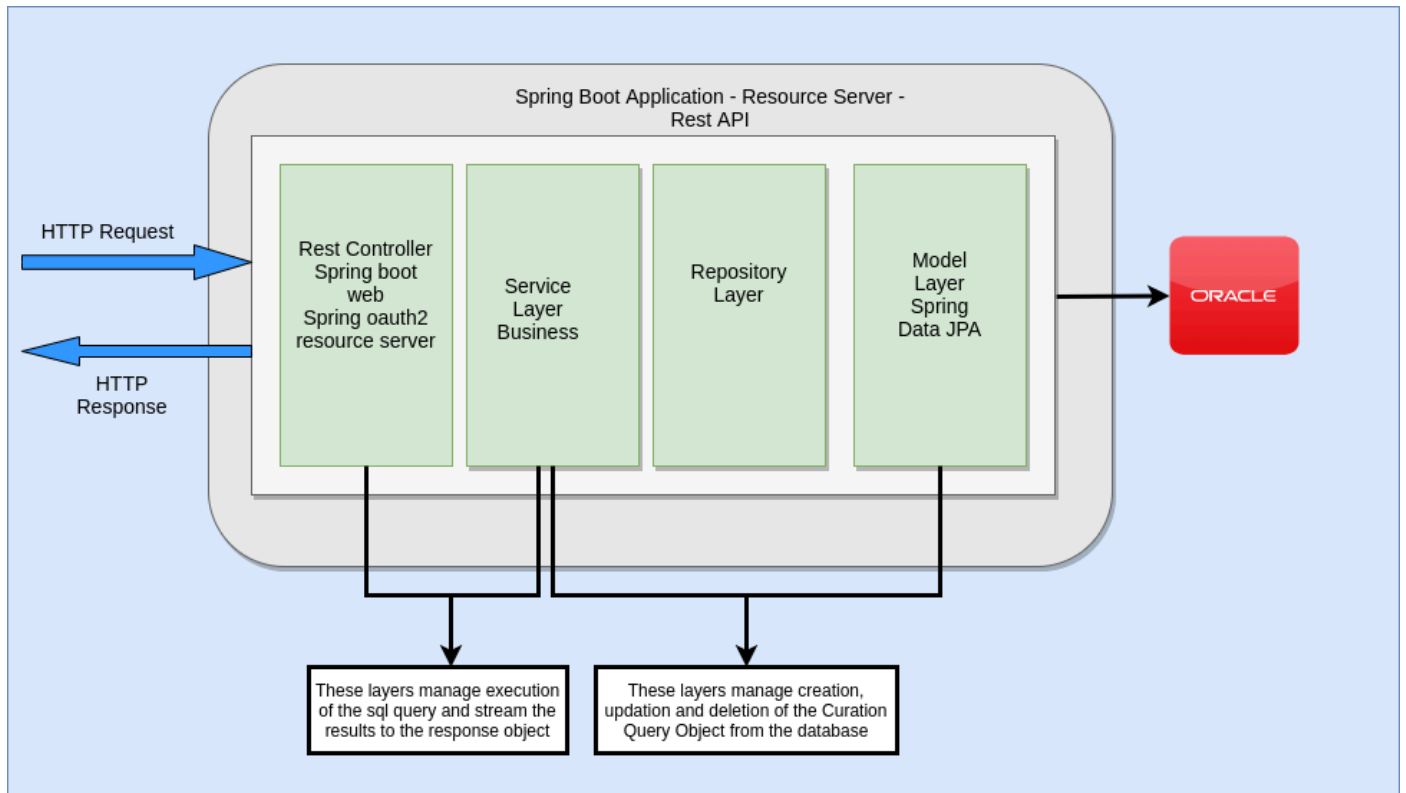 Spring Boot Application - Resource Server -
Rest API
HTTP Request
HTTP
Response
Rest Controller
Spring boot
web
Spring oauth2
resource server
Service
Layer
Business
Repository
Layer
Model
Layer
Spring
Data JPA
ORACLE
These layers manage execution
of the sql query and stream the
results to the response object
These layers manage creation,
updation and deletion of the Curation
Query Object from the database